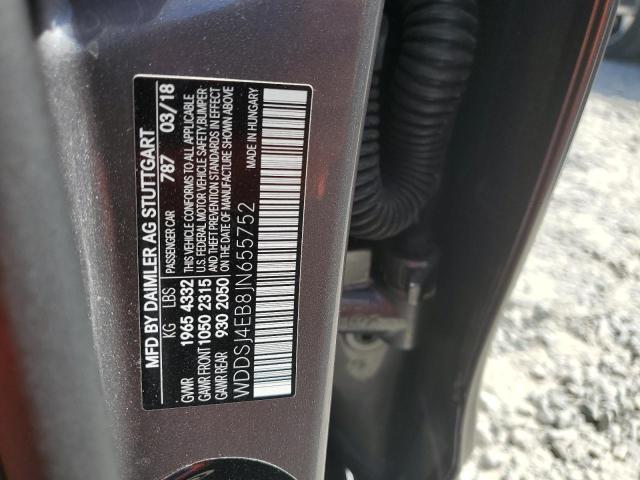 MFD BY DAIMLER AG STUTTGART
KG LBS PASSENGER CAR 787 03/18
GVWR 1965 4332 THIS VEHICLE CONFORMS TO ALL APPLICABLE
GAWR FRONT 1050 2315 U.S. FEDERAL MOTOR VEHICLE SAFETY, BUMPER-
AND THEFT PREVENTION STANDARDS IN EFFECT
GAWR REAR 930 2050 ON THE DATE OF MANUFACTURE SHOWN ABOVE
WDDSJ4EB8JN655752 MADE IN HUNGARY